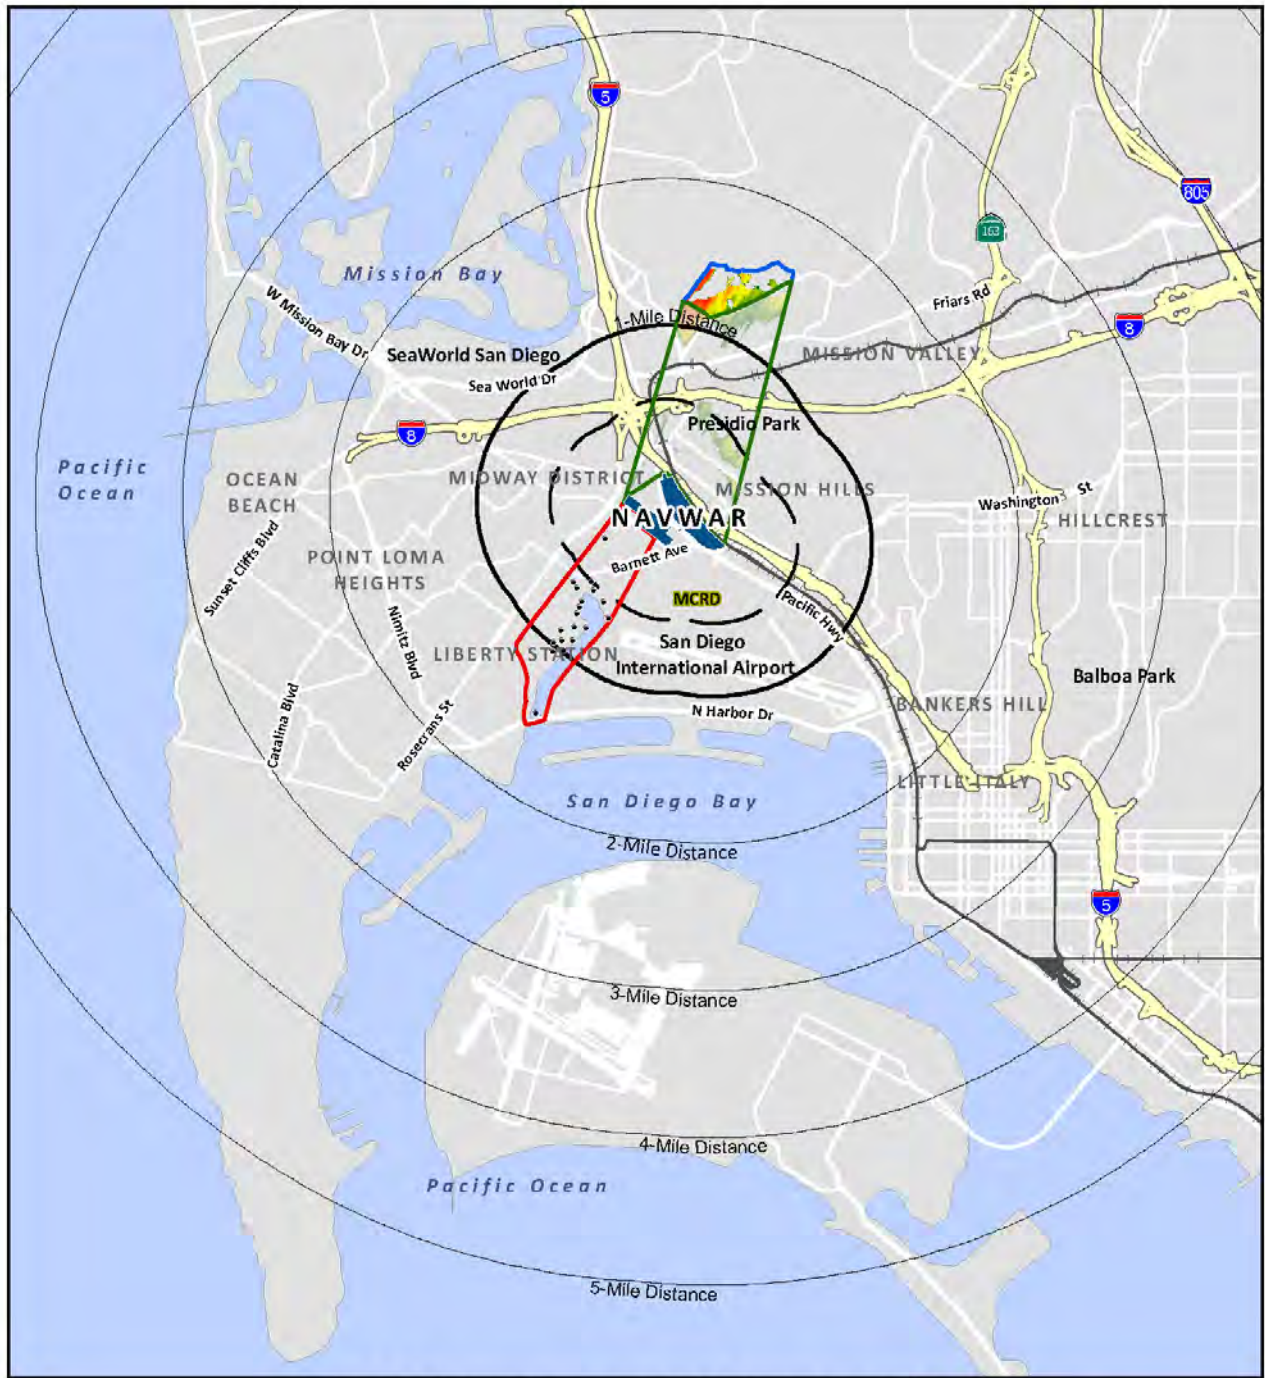 5
805
163
Mission Bay
W Mission Bay Dr
Friars Rd
1-Mile Distance
8
MISSION VALLEY
SeaWorld San Diego
Sea World Dr
8
Presidio Park
Pacific
Ocean
OCEAN
BEACH
MIDWAY DISTRICT
MISSION HILLS
Washington St
HILLCREST
NAVWAR
Sunset Cliffs Blvd
POINT LOMA
HEIGHTS
Barnett Ave
MCRD
Pacific Hwy
Nimitz Blvd
LIBERTY STATION
San Diego
International Airport
Balboa Park
Catalina Blvd
Rosecrans St
N Harbor Dr
BANKERS HILL
LITTLE ITALY
San Diego Bay
2-Mile Distance
5
3-Mile Distance
4-Mile Distance
Pacific Ocean
5-Mile Distance